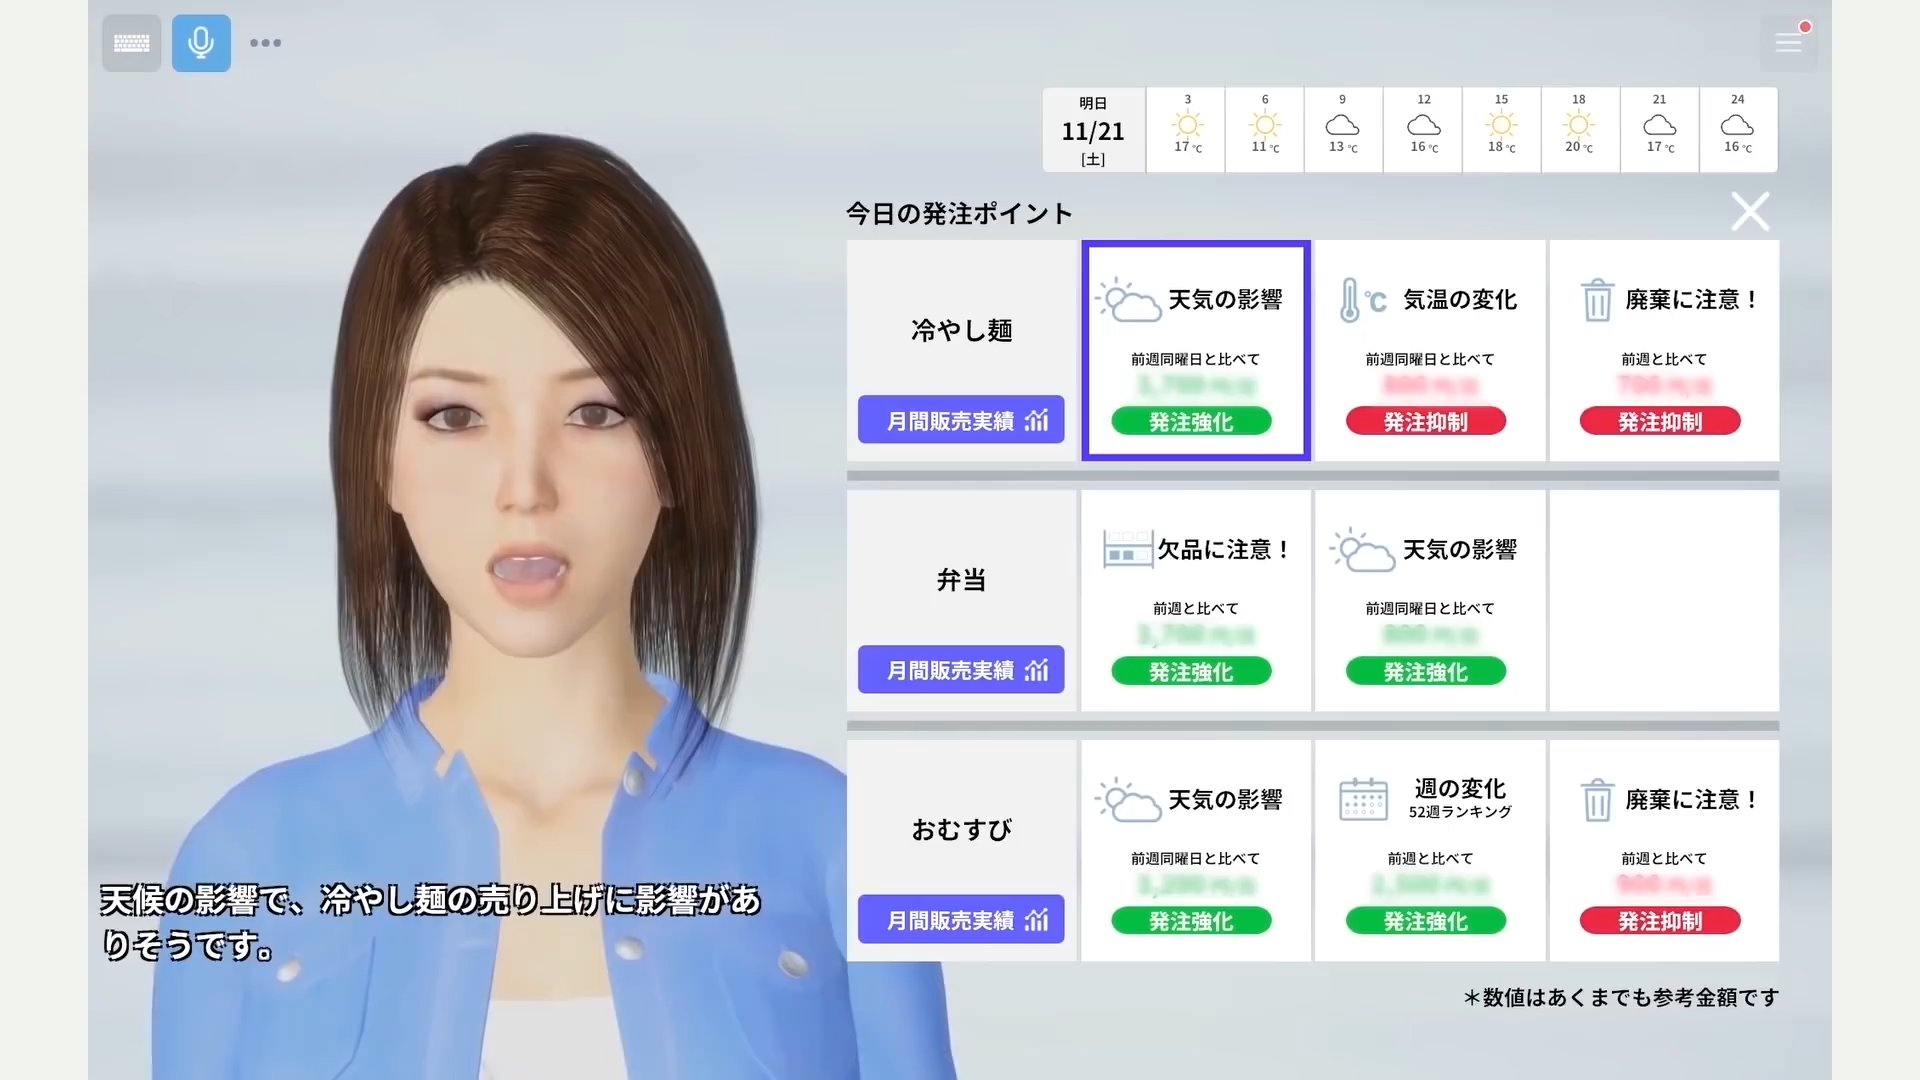 明日
11/21
[土]
3
17 ℃
6
11 ℃
9
13 ℃
12
16 ℃
15
18 ℃
18
20 ℃
21
17 ℃
24
16 ℃
今日の発注ポイント
冷やし麺
月間販売実績
天気の影響
前週同曜日と比べて
発注強化
℃
気温の変化
前週同曜日と比べて
発注抑制
廃棄に注意！
前週と比べて
発注抑制
弁当
月間販売実績
欠品に注意！
前週と比べて
発注強化
天気の影響
前週同曜日と比べて
発注強化
おむすび
月間販売実績
天気の影響
前週同曜日と比べて
発注強化
週の変化
52週ランキング
前週と比べて
発注強化
廃棄に注意！
前週と比べて
発注抑制
天候の影響で、冷やし麺の売り上げに影響があ
りそうです。
＊数値はあくまでも参考金額です